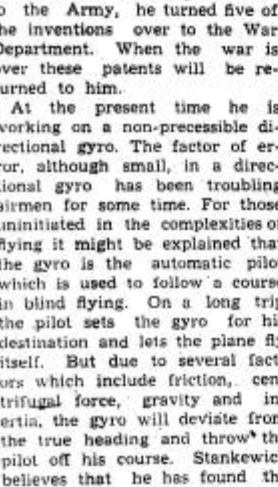 o the Army, he turned five of
he inventions over to the War
Department. When the war is
over these patents will be re-
urned to him.
At the present time he is
working on a non-precessible di-
rectional gyro. The factor of er-
ror, although small, in a direc-
ional gyro has been troubling
airmen for some time. For those
uninitiated in the complexities of
flying it might be explained that
the gyro is the automatic pilot
which is used to follow a course
in blind flying. On a long trip
the pilot sets the gyro for hi
destination and lets the plane fly
itself. But due to several fact
ors which include friction, cen
trifugal force, gravity and in
ertia, the gyro will deviate from
the true heading and throw th
pilot off his course. Stankewic
believes that he has found th